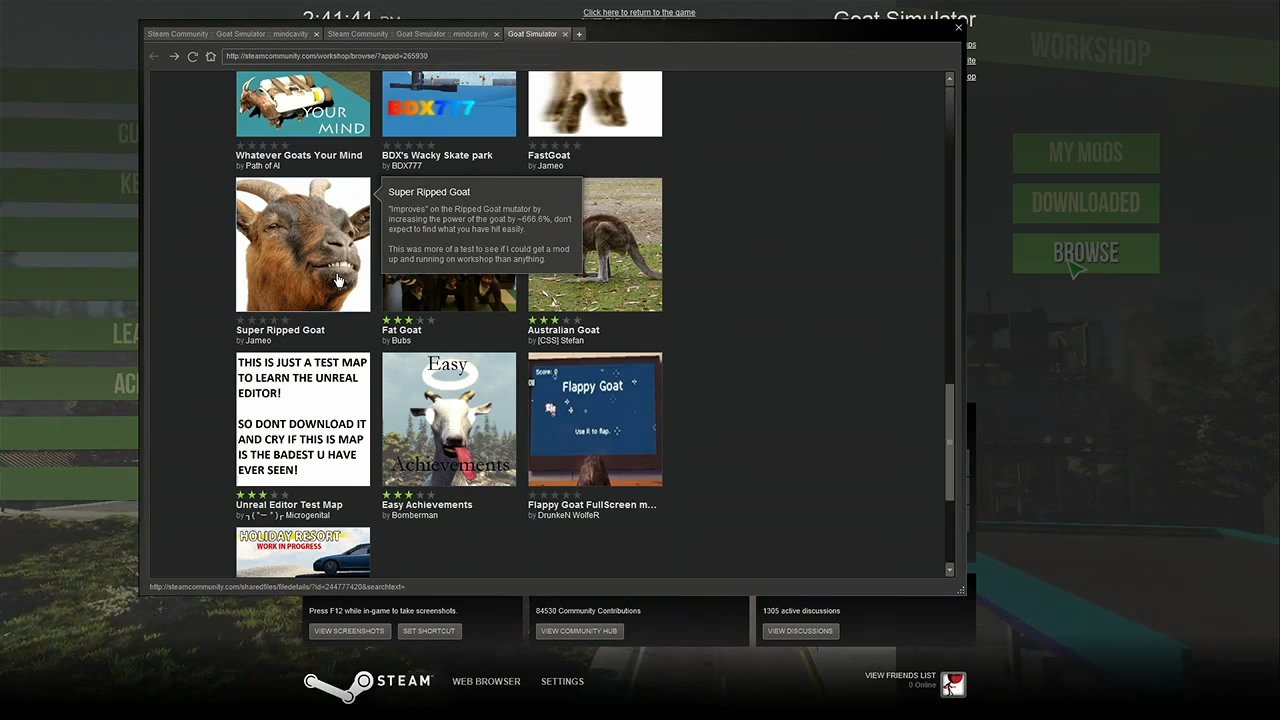 2:41:41 PM
Click here to return to the game
Goat Simulator
Steam Community :: Goat Simulator :: mindcavity
Steam Community :: Goat Simulator :: mindcavity
Goat Simulator
http://steamcommunity.com/workshop/browse/?appid=265930
WORKSHOP
MY MODS
DOWNLOADED
BROWSE
YOUR MIND
BDX777
Whatever Goats Your Mind
by Path of AI
BDX's Wacky Skate park
by BDX777
FastGoat
by Jameo
Super Ripped Goat
"Improves" on the Ripped Goat mutator by
increasing the power of the goat by ~666.6%, don't
expect to find what you have hit easily.
This was more of a test to see if I could get a mod
up and running on workshop than anything.
Super Ripped Goat
by Jameo
Fat Goat
by Bubs
Australian Goat
by [CSS] Stefan
THIS IS JUST A TEST MAP
TO LEARN THE UNREAL
EDITOR!
SO DONT DOWNLOAD IT
AND CRY IF THIS IS MAP
IS THE BADEST U HAVE
EVER SEEN!
Easy
Achievements
Score: 0
Flappy Goat
Use R to flap.
Unreal Editor Test Map
Microgenital
Easy Achievements
by Bomberman
Flappy Goat FullScreen m...
by DrunkeN WolfeR
HOLIDAY RESORT
WORK IN PROGRESS
http://steamcommunity.com/sharedfiles/filedetails/?id=244777420&searchtext=
Press F12 while in-game to take screenshots.
VIEW SCREENSHOTS
SET SHORTCUT
84530 Community Contributions
VIEW COMMUNITY HUB
1305 active discussions
VIEW DISCUSSIONS
STEAM
WEB BROWSER
SETTINGS
VIEW FRIENDS LIST
0 Online